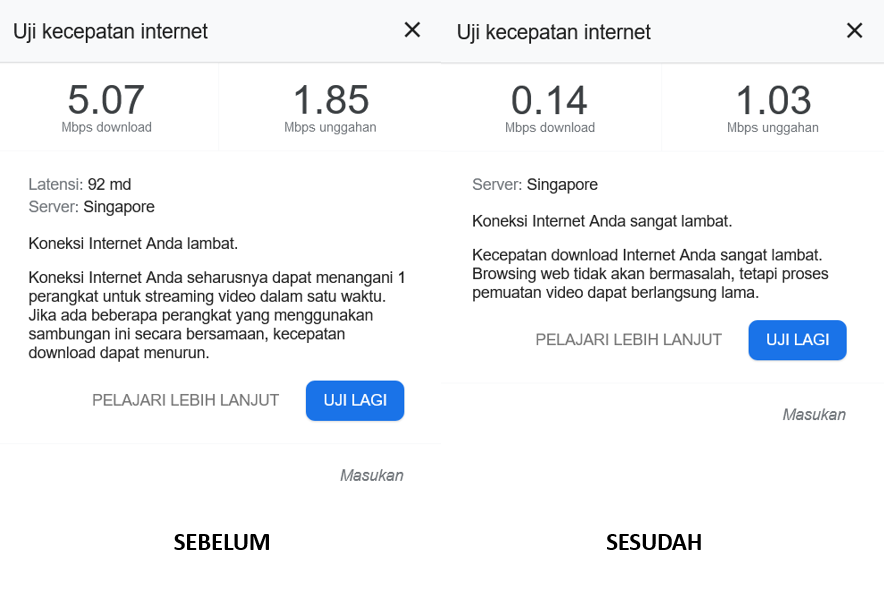 Uji kecepatan internet
5.07
Mbps download
1.85
Mbps unggahan
Latensi: 92 md
Server: Singapore
Koneksi Internet Anda lambat.
Koneksi Internet Anda seharusnya dapat menangani 1
perangkat untuk streaming video dalam satu waktu.
Jika ada beberapa perangkat yang menggunakan
sambungan ini secara bersamaan, kecepatan
download dapat menurun.
PELAJARI LEBIH LANJUT
UJI LAGI
Masukan
SEBELUM
Uji kecepatan internet
0.14
Mbps download
1.03
Mbps unggahan
Server: Singapore
Koneksi Internet Anda sangat lambat.
Kecepatan download Internet Anda sangat lambat.
Browsing web tidak akan bermasalah, tetapi proses
pemuatan video dapat berlangsung lama.
PELAJARI LEBIH LANJUT
UJI LAGI
Masukan
SESUDAH